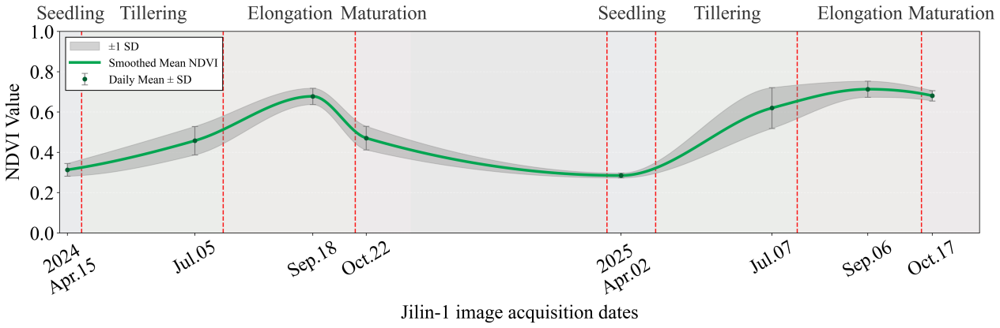 Seedling Tillering Elongation Maturation Seedling Tillering Elongation Maturation
1.0
0.8
0.6
0.4
0.2
0.0
NDVI Value
±1 SD
Smoothed Mean NDVI
Daily Mean ± SD
2024
Apr.15
Jul.05
Sep.18
Oct.22
2025
Apr.02
Jul.07
Sep.06
Oct.17
Jilin-1 image acquisition dates